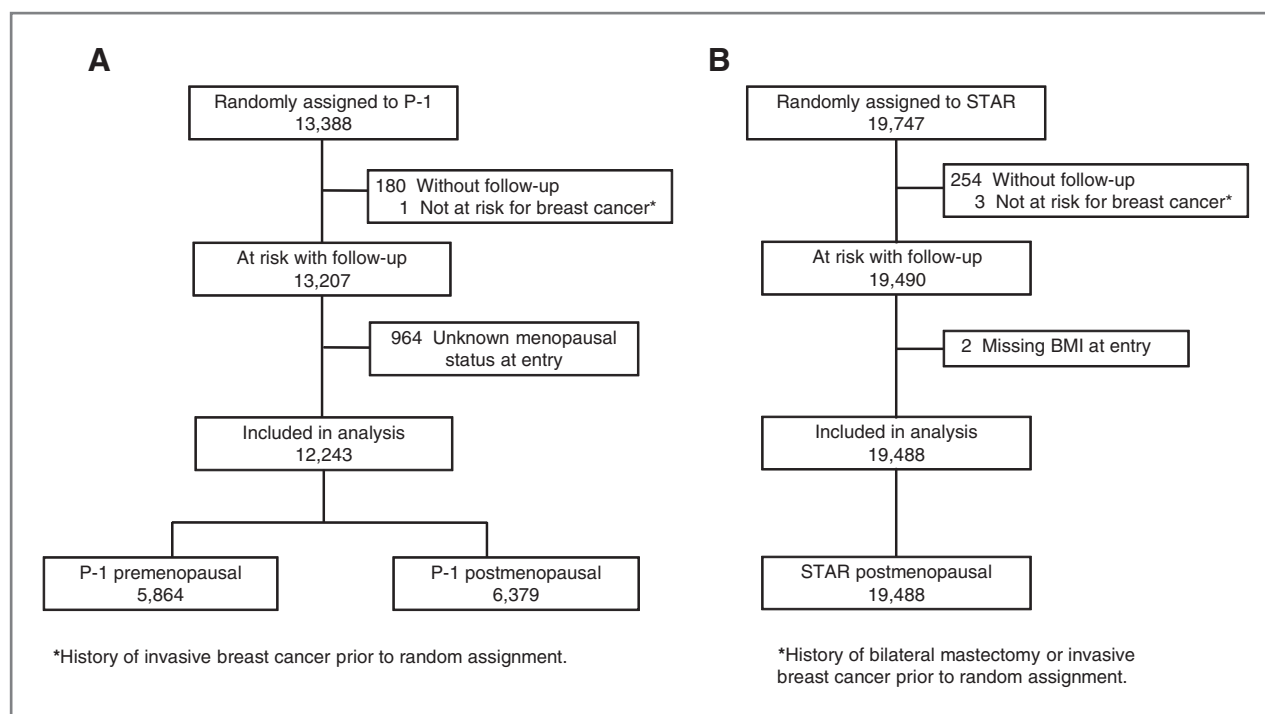 A
Randomly assigned to P-1
13,388
180 Without follow-up
1 Not at risk for breast cancer*
At risk with follow-up
13,207
964 Unknown menopausal
status at entry
Included in analysis
12,243
P-1 premenopausal
5,864
P-1 postmenopausal
6,379
*History of invasive breast cancer prior to random assignment.
B
Randomly assigned to STAR
19,747
254 Without follow-up
3 Not at risk for breast cancer*
At risk with follow-up
19,490
2 Missing BMI at entry
Included in analysis
19,488
STAR postmenopausal
19,488
*History of bilateral mastectomy or invasive
breast cancer prior to random assignment.